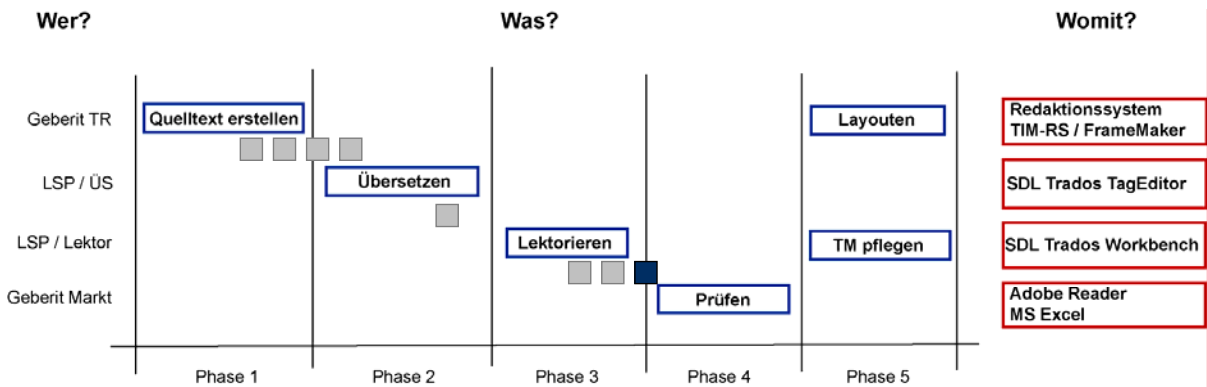 Wer?
Was?
Womit?
Geberit TR
Quelltext erstellen
Layouten
Redaktionssystem
TIM-RS / FrameMaker
LSP / ÜS
Übersetzen
SDL Trados TagEditor
LSP / Lektor
Lektorieren
TM pflegen
SDL Trados Workbench
Geberit Markt
Prüfen
Adobe Reader
MS Excel
Phase 1
Phase 2
Phase 3
Phase 4
Phase 5